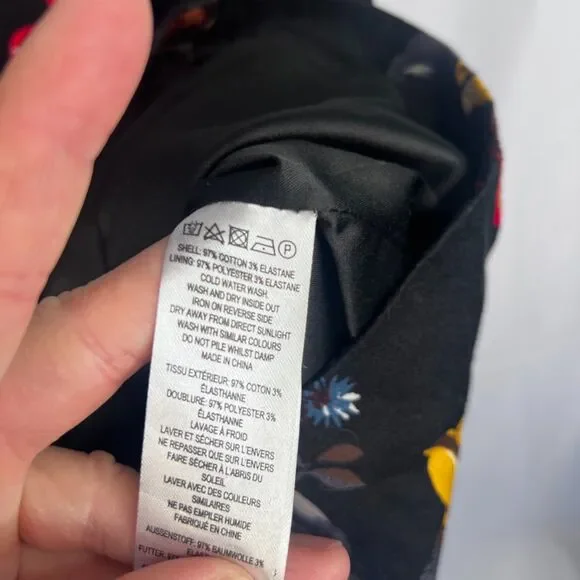 P
SHELL: 97% COTTON 3% ELASTANE
LINING: 97% POLYESTER 3% ELASTANE
COLD WATER WASH
WASH AND DRY INSIDE OUT
IRON ON REVERSE SIDE
DRY AWAY FROM DIRECT SUNLIGHT
WASH WITH SIMILAR COLOURS
DO NOT PILE WHILST DAMP
MADE IN CHINA
TISSU EXTÉRIEUR: 97% COTON 3%
ÉLASTHANNE
DOUBLURE: 97% POLYESTER 3%
ÉLASTHANNE
LAVAGE À FROID
LAVER ET SÉCHER SUR L'ENVERS
NE REPASSER QUE SUR L'ENVERS
FAIRE SÉCHER À L'ABRIS DU
SOLEIL
LAVER AVEC DES COULEURS
SIMILAIRES
NE PAS EMPILER HUMIDE
FABRIQUÉ EN CHINE
AUSSENSTOFF: 97% BAUMWOLLE 3%
FUTTER: